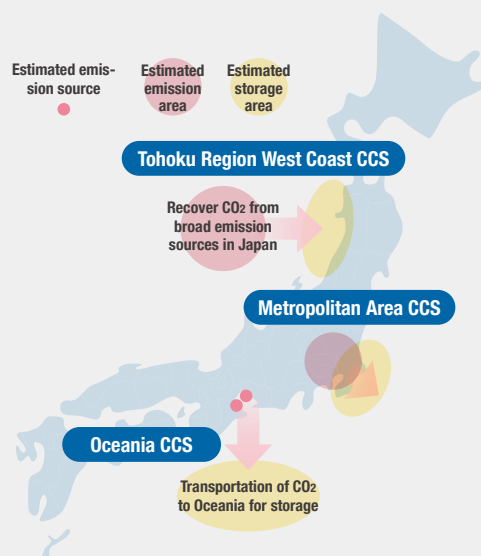 Estimated emis-
sion source
Estimated
emission
area
Estimated
storage
area
Tohoku Region West Coast CCS
Recover CO2 from
broad emission
sources in Japan
Metropolitan Area CCS
Oceania CCS
Transportation of CO2
to Oceania for storage